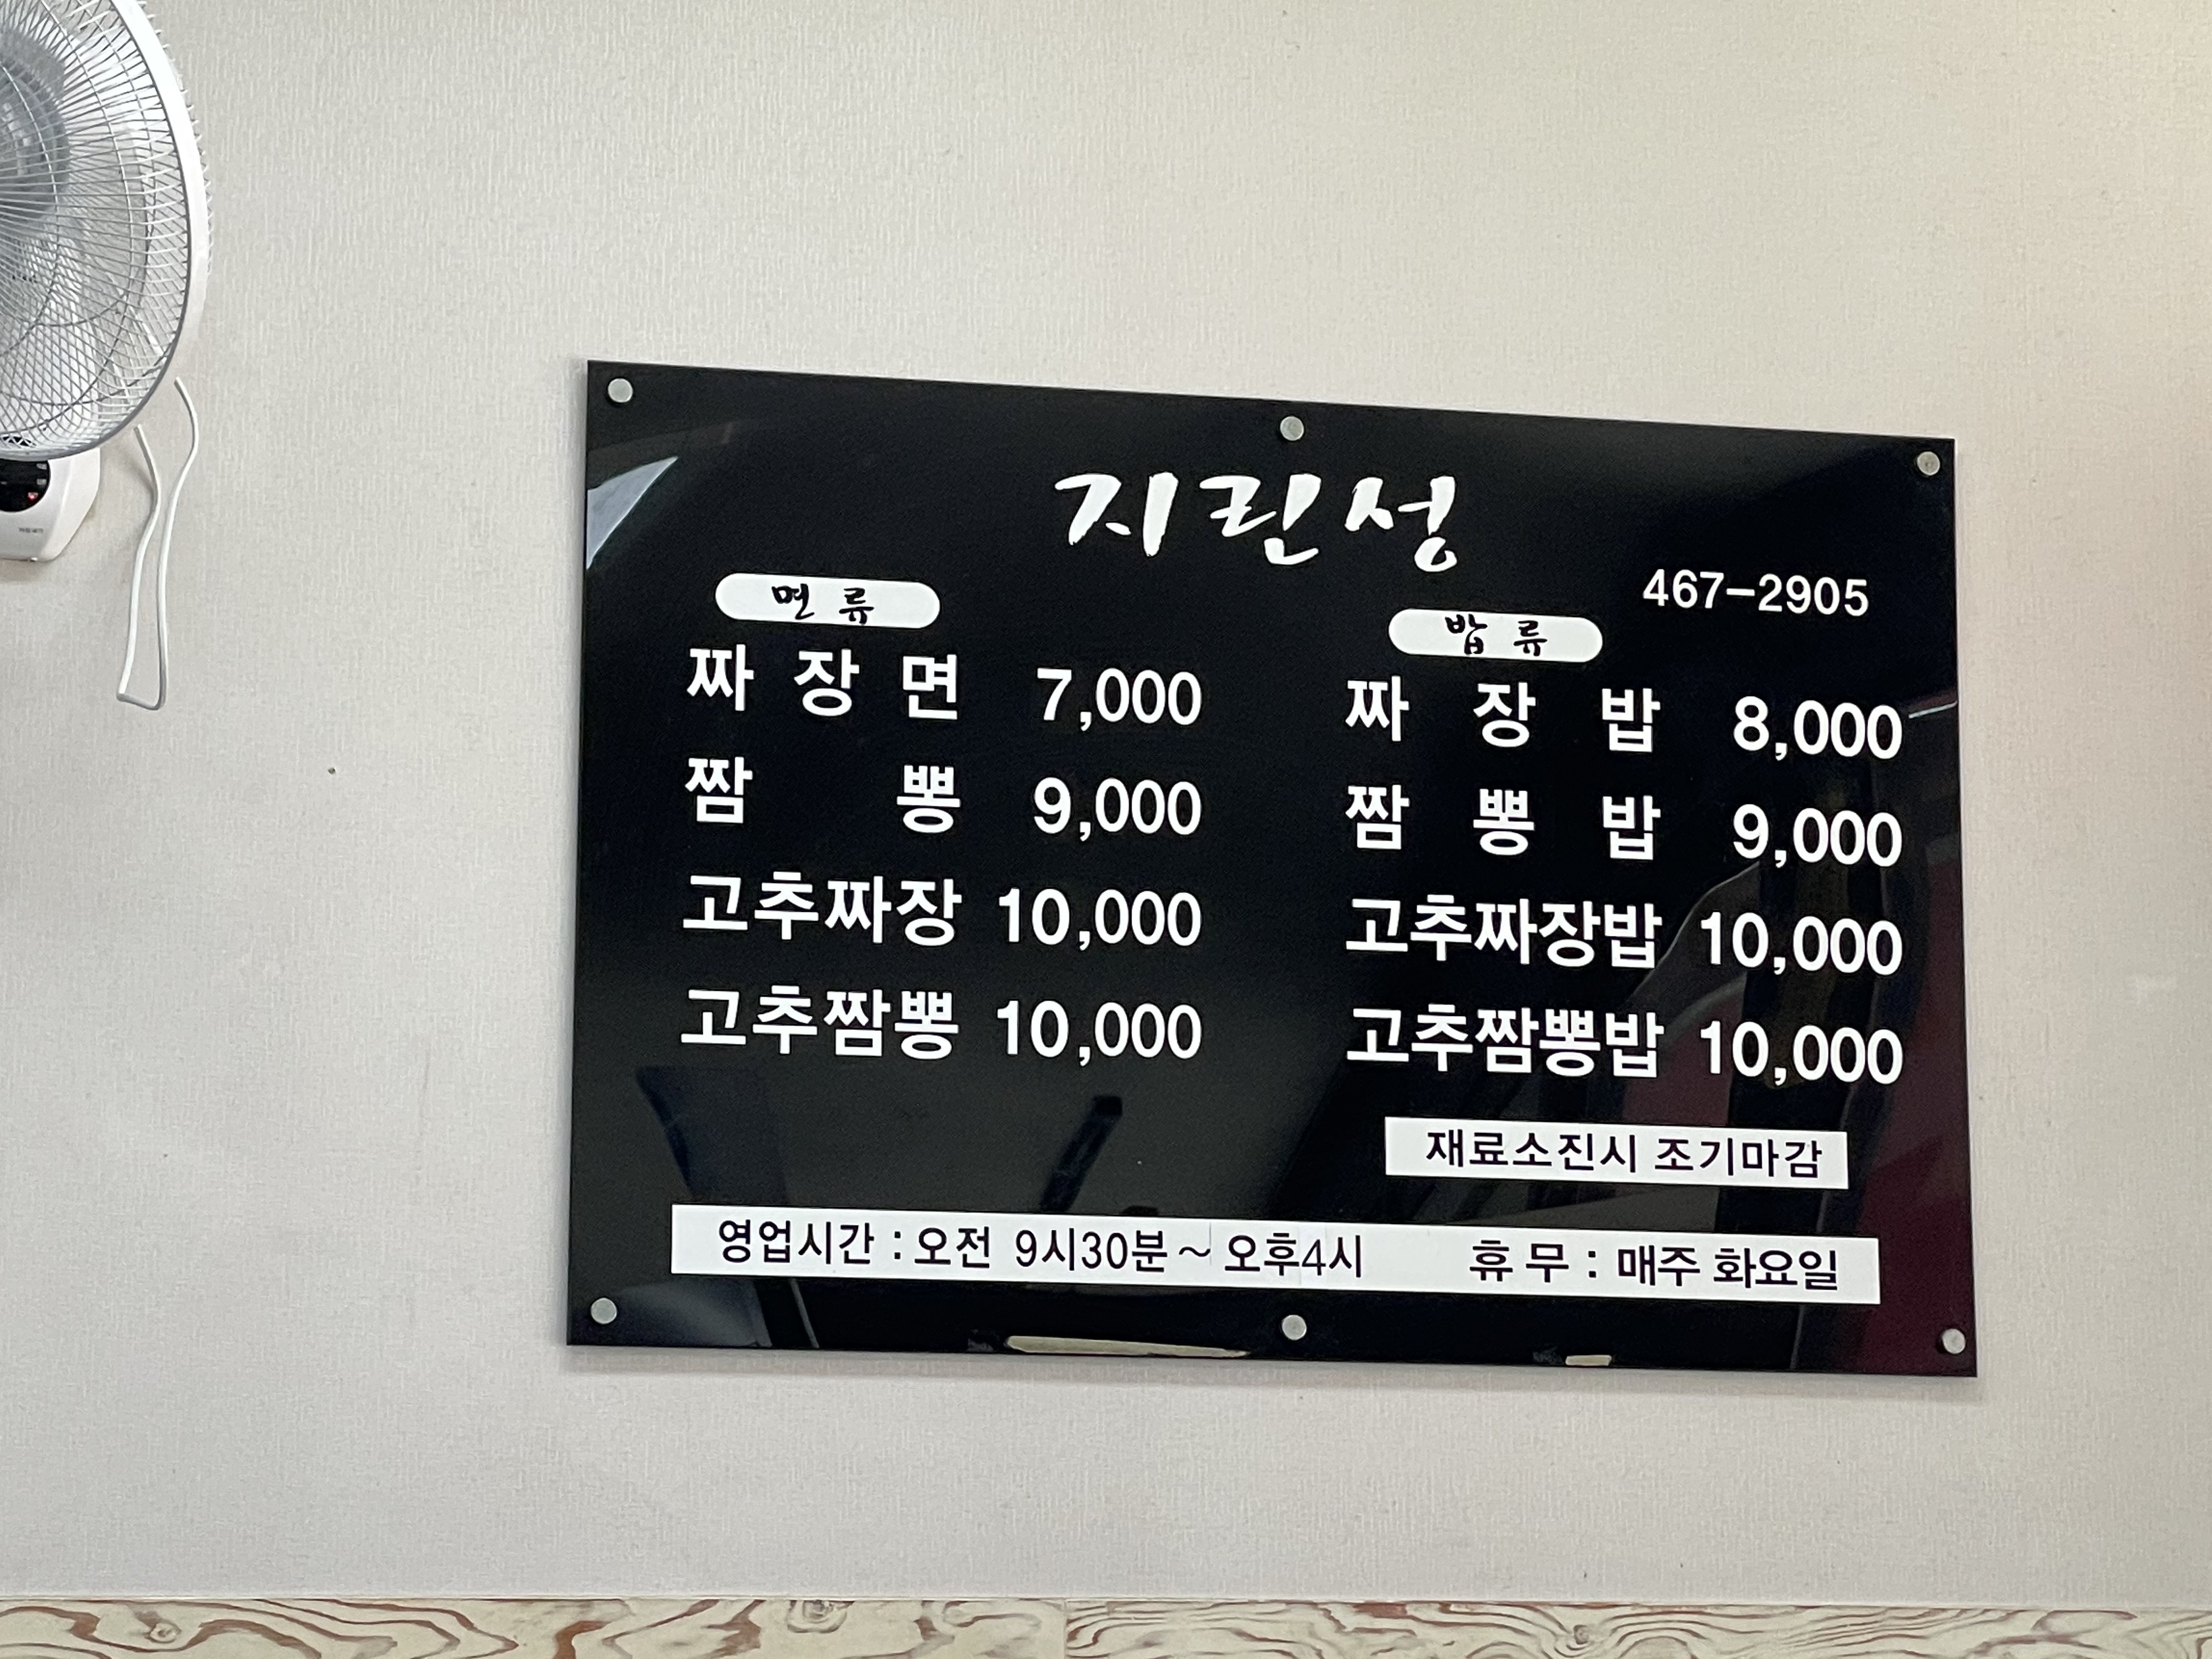 지린성
467-2905
면류
짜장면 7,000
짬뽕 9,000
고추짜장 10,000
고추짬뽕 10,000
밥류
짜장밥 8,000
짬뽕밥 9,000
고추짜장밥 10,000
고추짬뽕밥 10,000
재료소진시 조기마감
영업시간 : 오전 9시30분~오후4시 휴무 : 매주 화요일